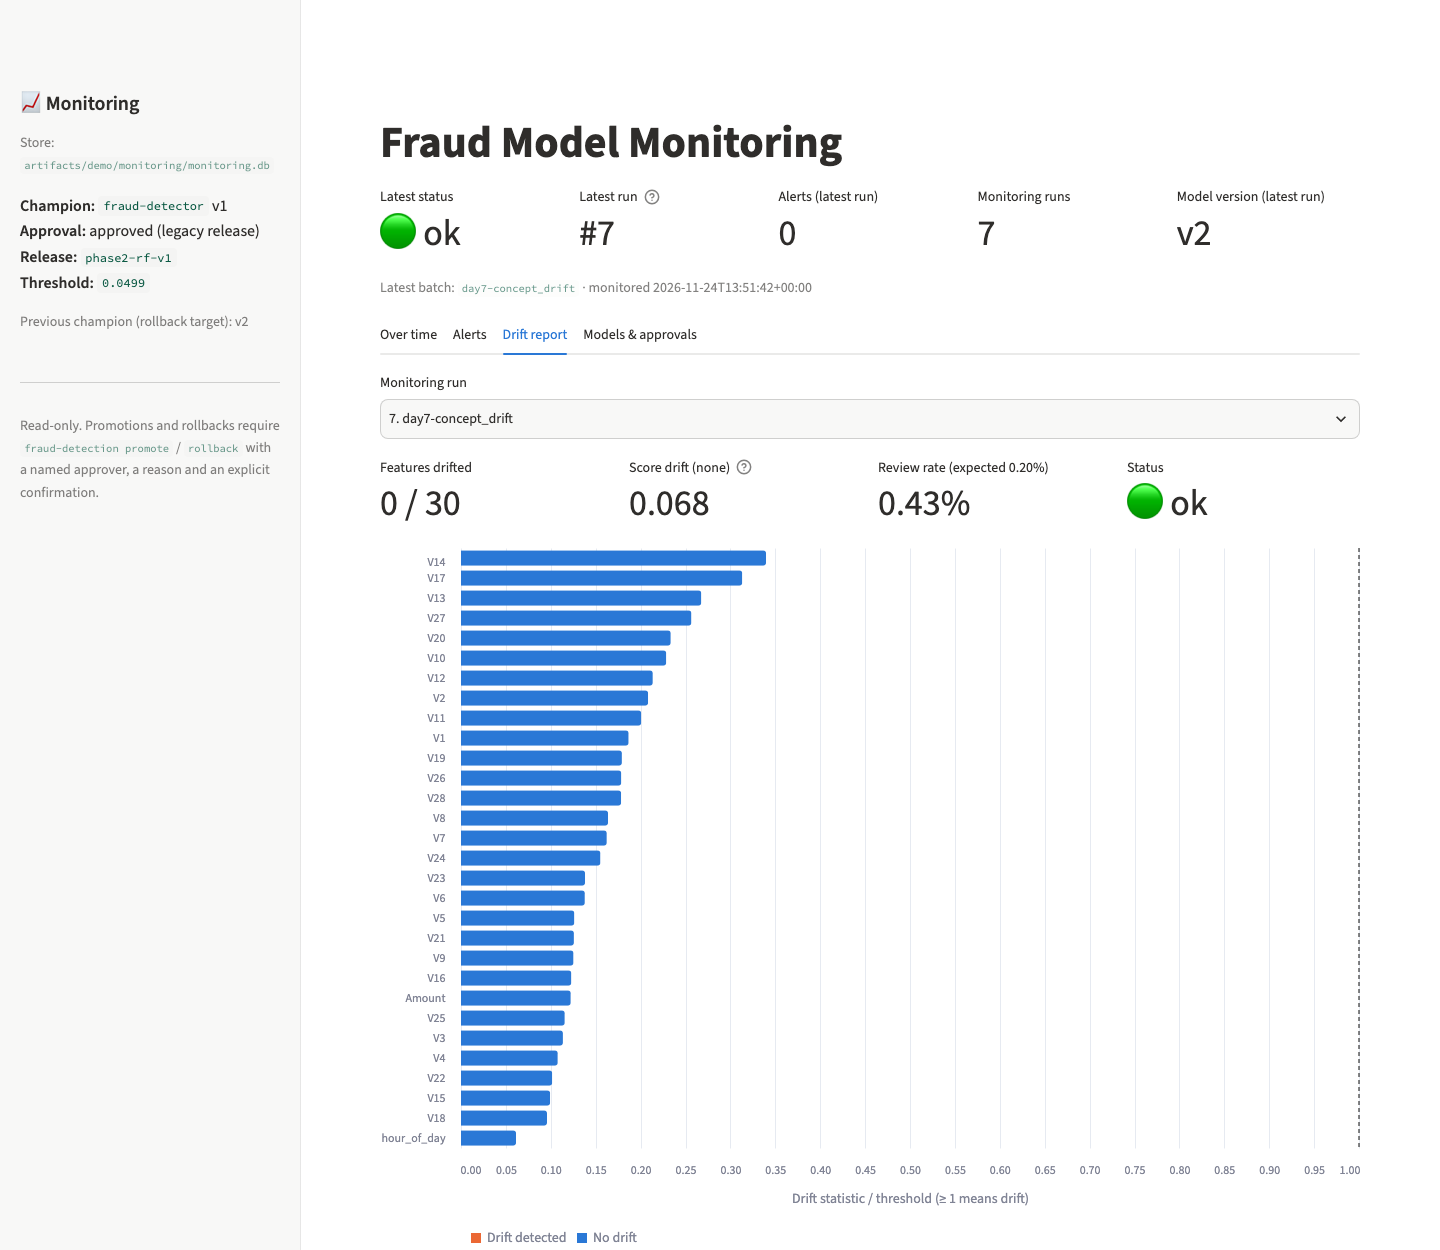 📈 Monitoring
Store:
artifacts/demo/monitoring/monitoring.db
Champion: fraud-detector v1
Approval: approved (legacy release)
Release: phase2-rf-v1
Threshold: 0.0499
Previous champion (rollback target): v2
Read-only. Promotions and rollbacks require
fraud-detection promote / rollback with
a named approver, a reason and an explicit
confirmation.
Fraud Model Monitoring
Latest status
ok
Latest run
#7
Alerts (latest run)
0
Monitoring runs
7
Model version (latest run)
v2
Latest batch: day7-concept_drift · monitored 2026-11-24T13:51:42+00:00
Over time Alerts Drift report Models & approvals
Monitoring run
7. day7-concept_drift
Features drifted
0 / 30
Score drift (none)
0.068
Review rate (expected 0.20%)
0.43%
Status
ok
V14
V17
V13
V27
V20
V10
V12
V2
V11
V1
V19
V26
V28
V8
V7
V24
V23
V6
V5
V21
V9
V16
Amount
V25
V3
V4
V22
V15
V18
hour_of_day
0.00 0.05 0.10 0.15 0.20 0.25 0.30 0.35 0.40 0.45 0.50 0.55 0.60 0.65 0.70 0.75 0.80 0.85 0.90 0.95 1.00
Drift statistic / threshold (≥ 1 means drift)
Drift detected No drift